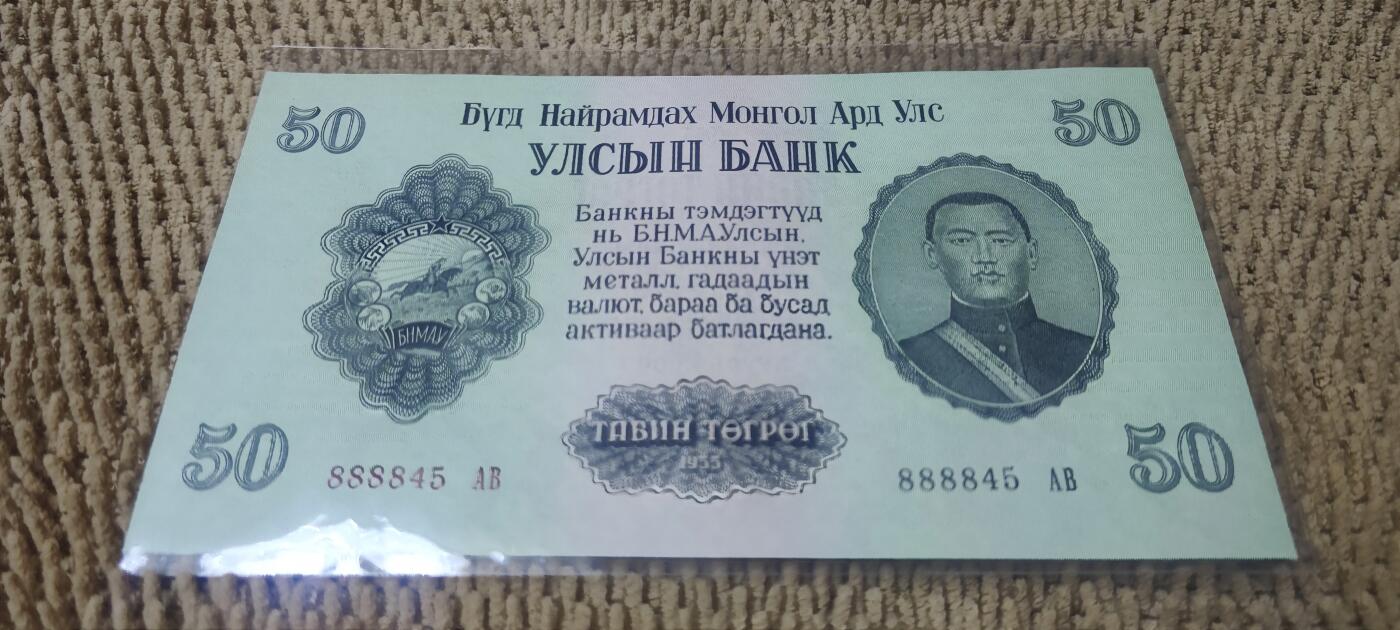 50
Бүгд Найрамдах Монгол Ард Улс
50
УЛСЫН БАНК
Банкны тэмдэгтүүд
нь Б.Н.М.А.Улсын,
Улсын Банкны үнэт
металл, гадаадын
валют, бараа ба бусад
активаар батлагдана.
БНМАУ
50
888845 АВ
ТАВИН ТӨГРӨГ
1955
888845 АВ
50